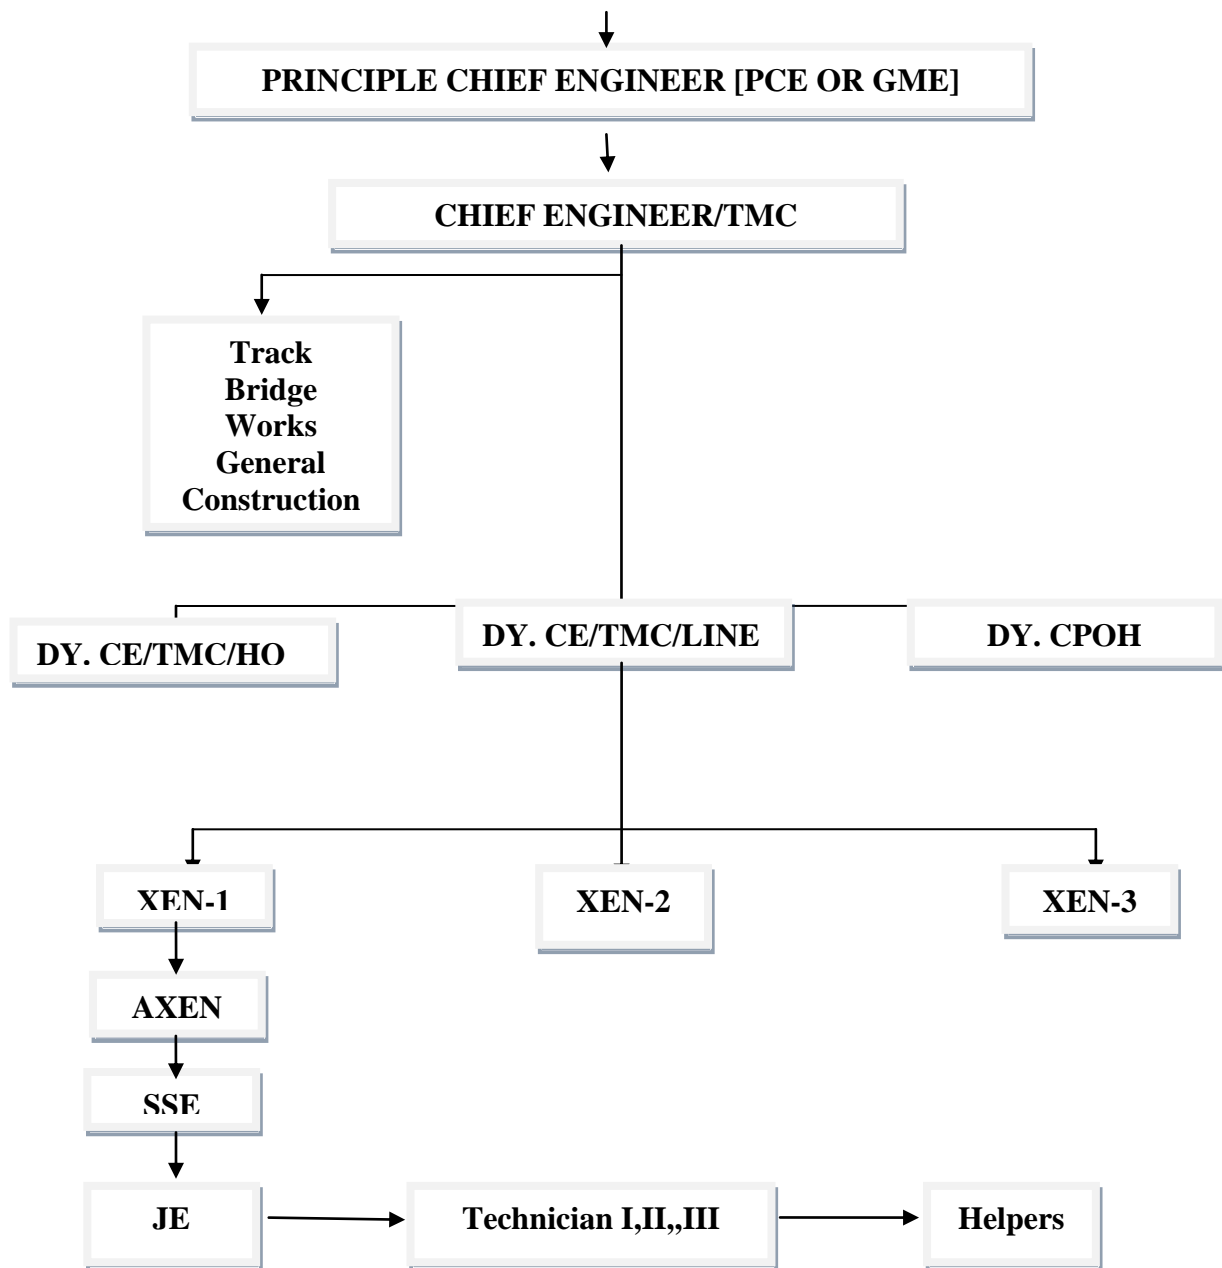 PRINCIPLE CHIEF ENGINEER [PCE OR GME]
CHIEF ENGINEER/TMC
Track
Bridge
Works
General
Construction
DY. CE/TMC/HO
DY. CE/TMC/LINE
DY. CPOH
XEN-1
XEN-2
XEN-3
AXEN
SSE
JE
Technician I,II,,III
Helpers